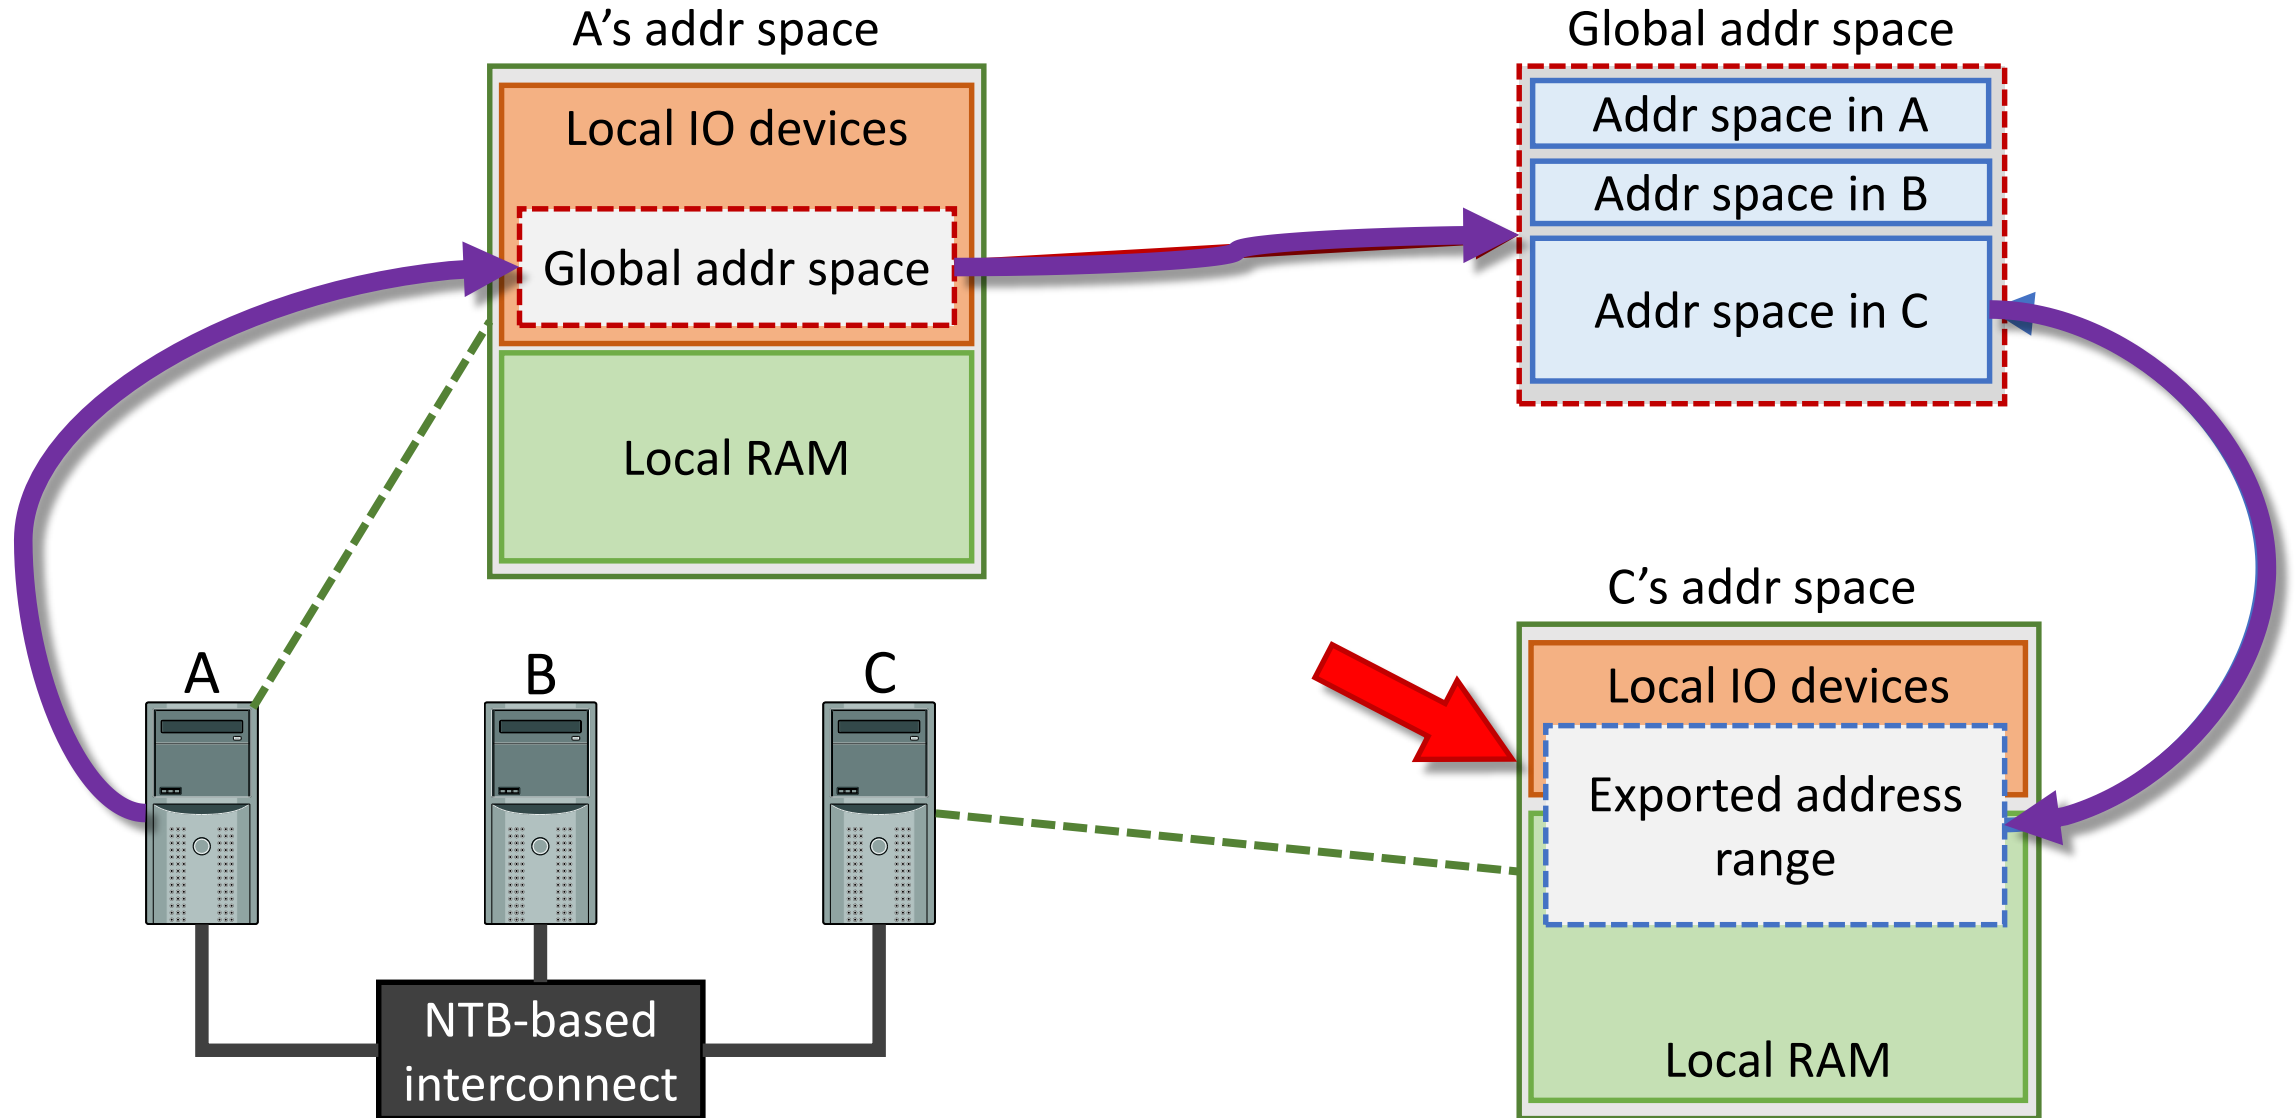 A’s addr space
Local IO devices
Global addr space
Local RAM
Global addr space
Addr space in A
Addr space in B
Addr space in C
C’s addr space
Local IO devices
Exported address
range
Local RAM
A
B
C
NTB-based
interconnect